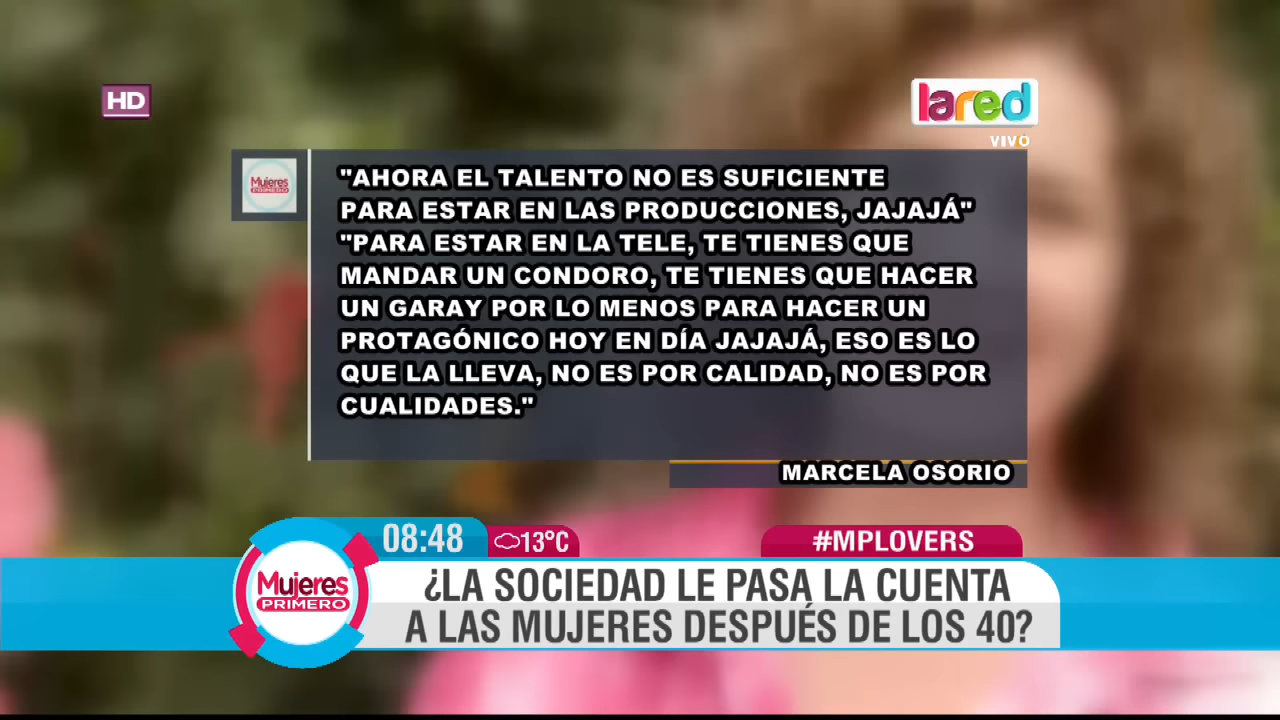 HD
lared
VIVO
Mujeres
PRIMERO
"AHORA EL TALENTO NO ES SUFICIENTE
PARA ESTAR EN LAS PRODUCCIONES, JAJAJÁ"
"PARA ESTAR EN LA TELE, TE TIENES QUE
MANDAR UN CONDORO, TE TIENES QUE HACER
UN GARAY POR LO MENOS PARA HACER UN
PROTAGÓNICO HOY EN DÍA JAJAJÁ, ESO ES LO
QUE LA LLEVA, NO ES POR CALIDAD, NO ES POR
CUALIDADES."
MARCELA OSORIO
08:48
13°C
#MPLOVERS
Mujeres
PRIMERO
¿LA SOCIEDAD LE PASA LA CUENTA
A LAS MUJERES DESPUÉS DE LOS 40?